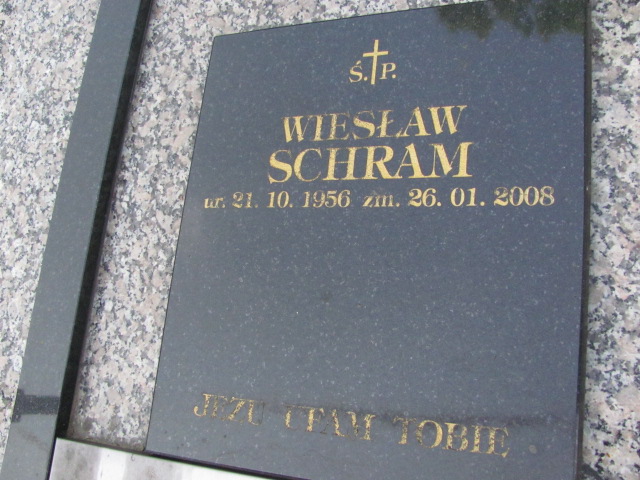 Ś.†P.
WIESŁAW
SCHRAM
ur. 21. 10. 1956 zm. 26. 01. 2008
JEZU UFAM TOBIE